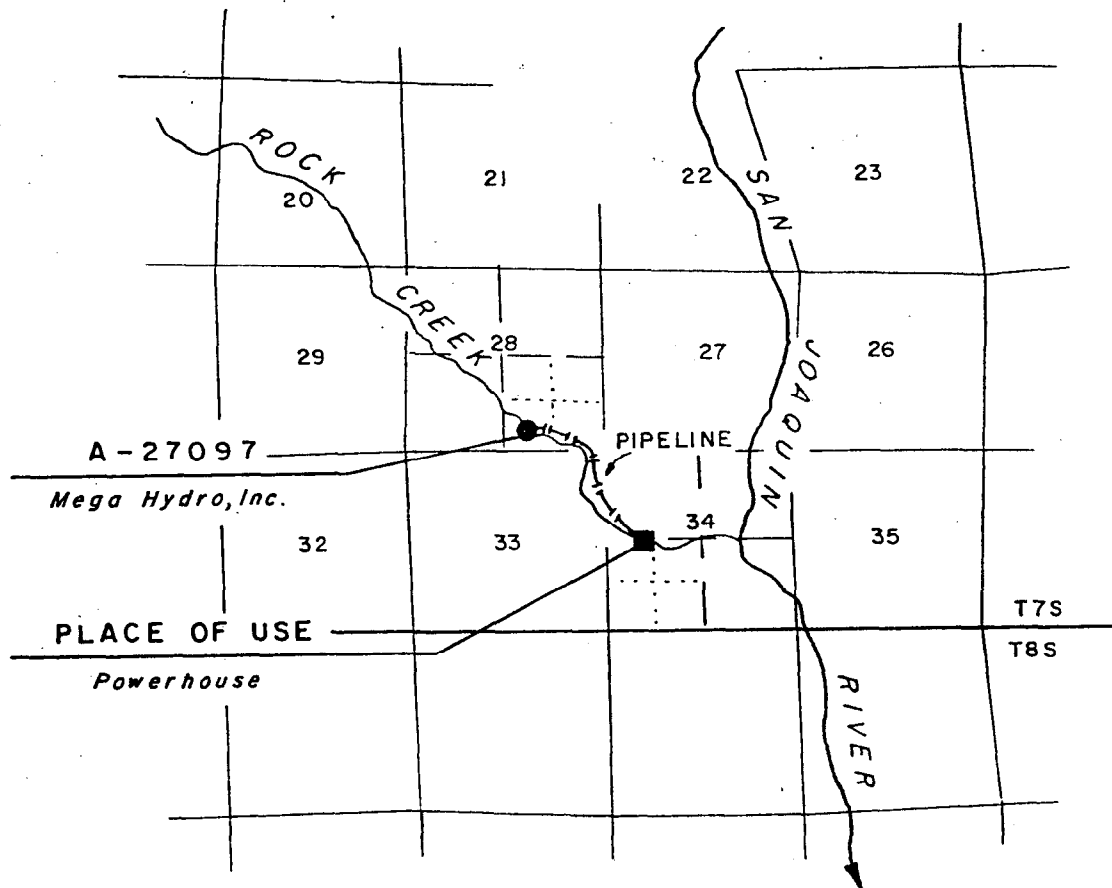 ROCK
CREEK
20
21
22
23
SAN
JOAQUIN
RIVER
29
28
27
26
A-27097
Mega Hydro, Inc.
PIPELINE
32
33
34
35
PLACE OF USE
Powerhouse
T7S
T8S